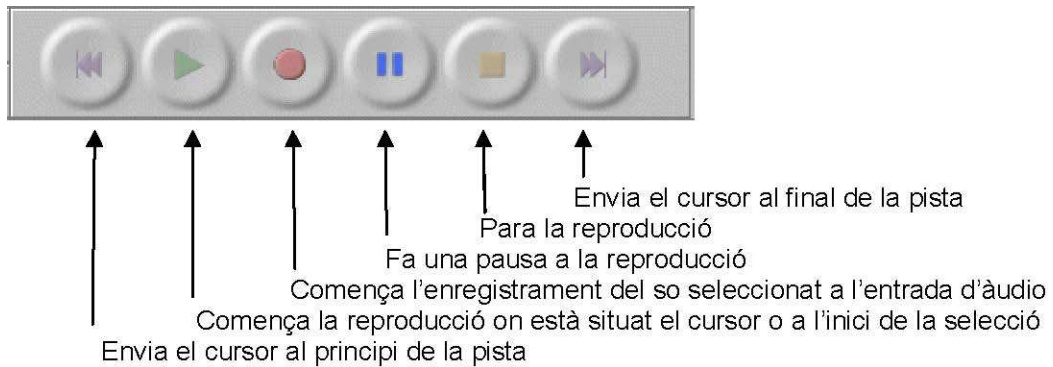 Envia el cursor al final de la pista
Para la reproducció
Fa una pausa a la reproducció
Comença l'enregistrament del so seleccionat a l'entrada d'àudio
Comença la reproducció on està situat el cursor o a l'inici de la selecció
Envia el cursor al principi de la pista